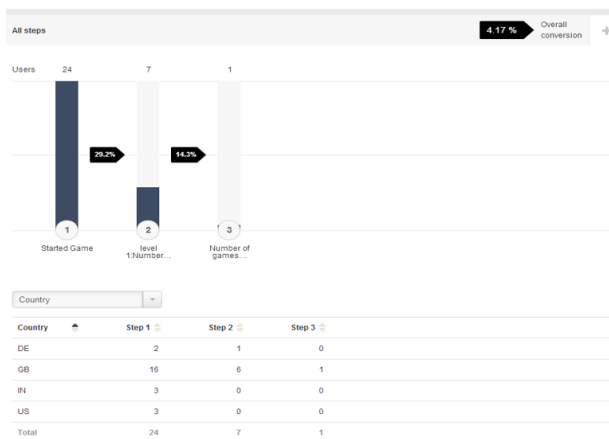 All steps
4.17 %
Overall
conversion
Users 24 7 1
29.2% 14.3%
1 2 3
Started Game
level
1:Number...
Number of
games...
Country
Country Step 1 Step 2 Step 3
DE 2 1 0
GB 16 6 1
IN 3 0 0
US 3 0 0
Total 24 7 1